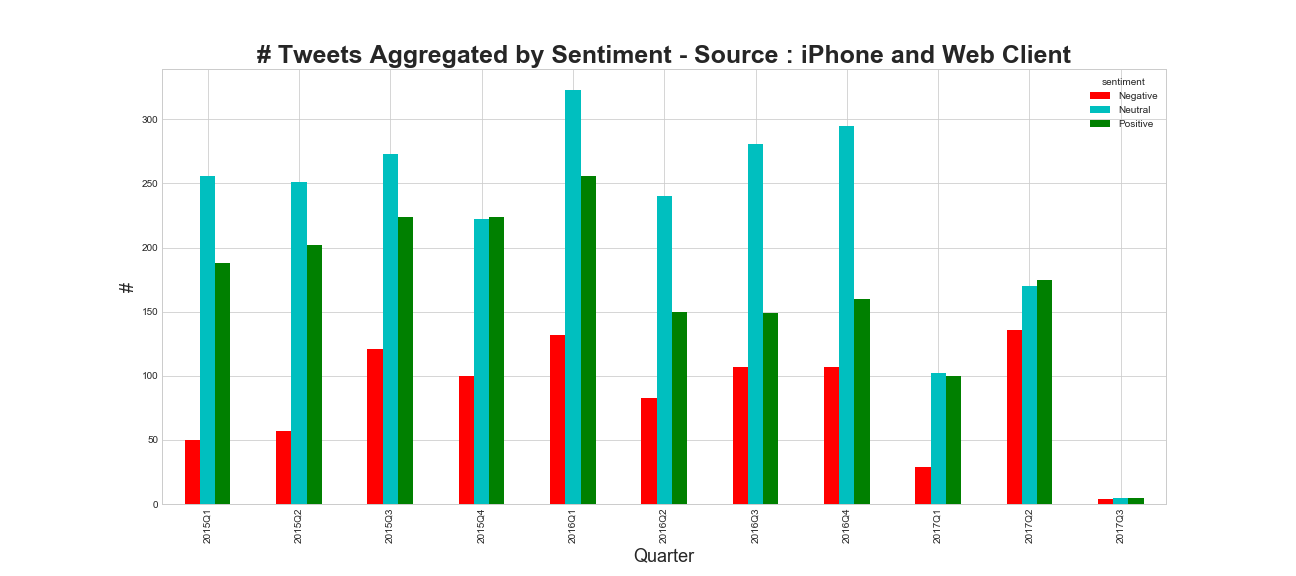 # Tweets Aggregated by Sentiment - Source : iPhone and Web Client
sentiment
Negative
Neutral
Positive
300
250
200
150
100
50
0
#
2015Q1
2015Q2
2015Q3
2015Q4
2016Q1
2016Q2
2016Q3
2016Q4
2017Q1
2017Q2
2017Q3
Quarter